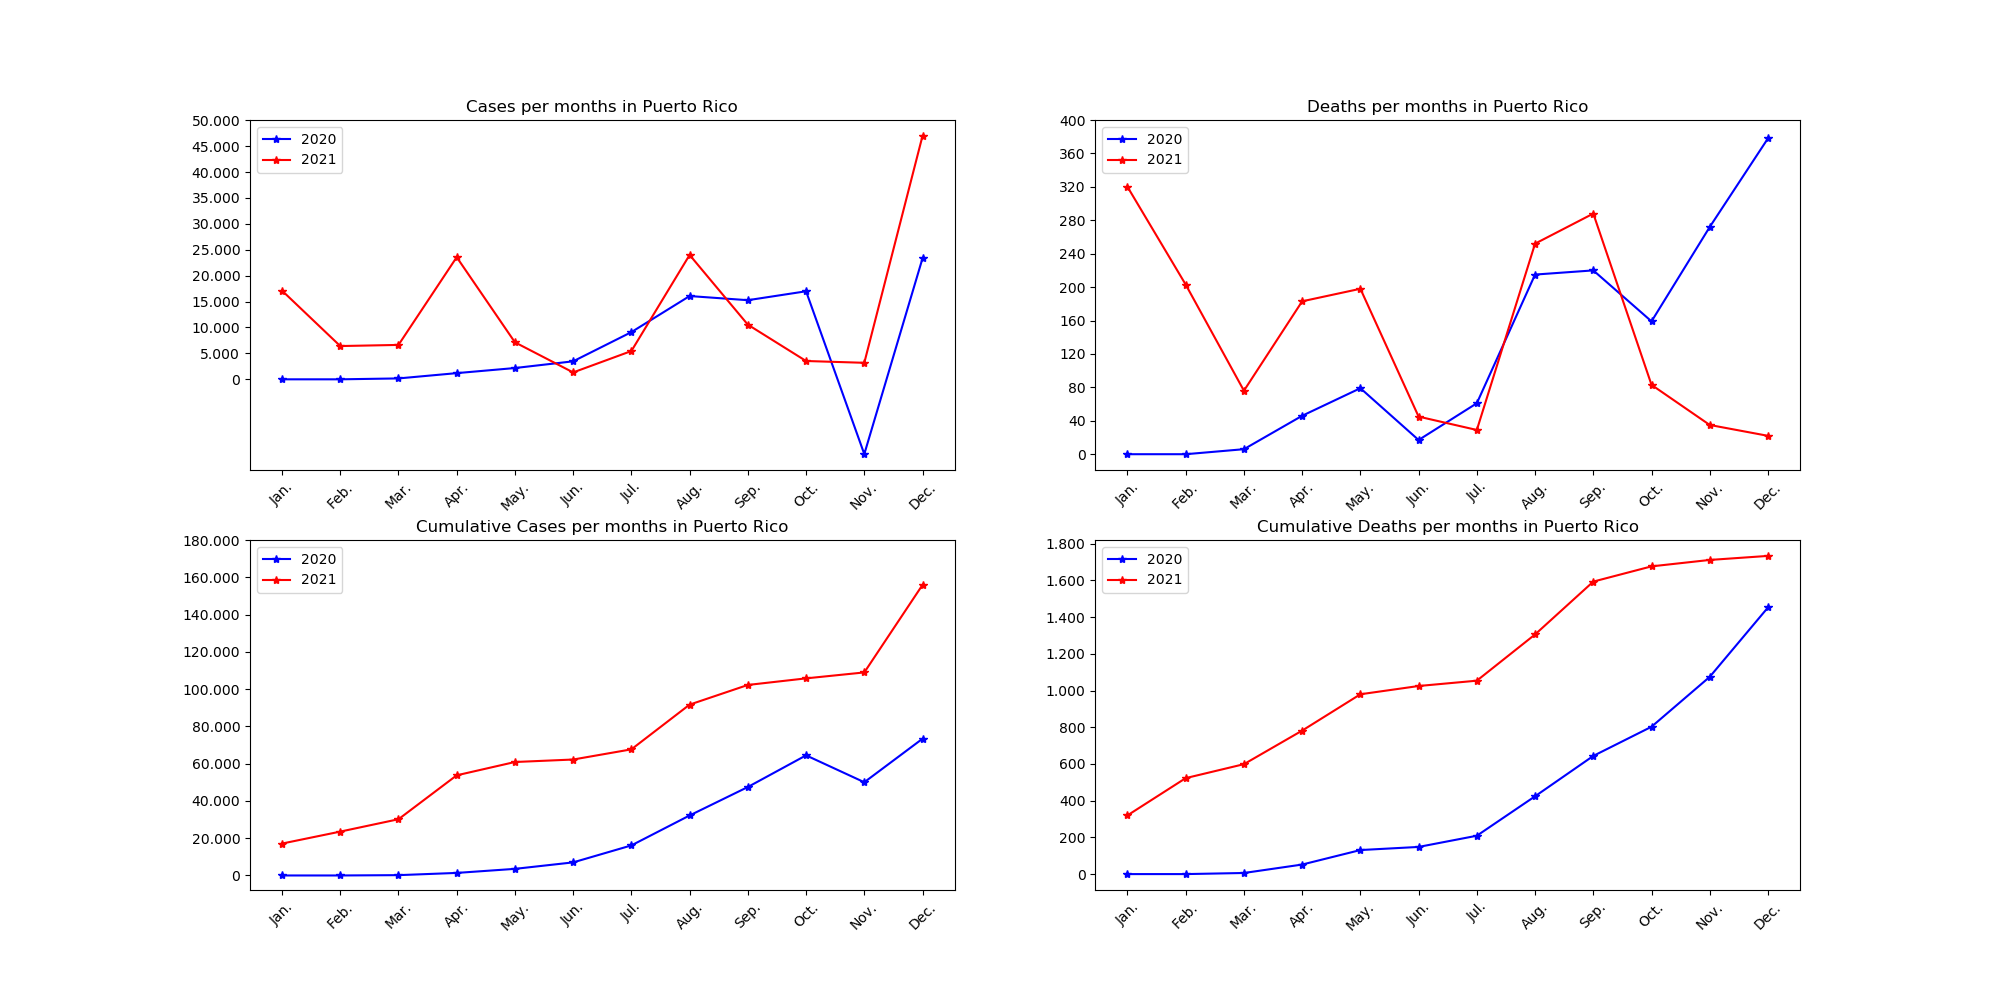 Cases per months in Puerto Rico
50.000
45.000
40.000
35.000
30.000
25.000
20.000
15.000
10.000
5.000
0
2020
2021
Jan.
Feb.
Mar.
Apr.
May.
Jun.
Jul.
Aug.
Sep.
Oct.
Nov.
Dec.
Deaths per months in Puerto Rico
400
360
320
280
240
200
160
120
80
40
0
2020
2021
Jan.
Feb.
Mar.
Apr.
May.
Jun.
Jul.
Aug.
Sep.
Oct.
Nov.
Dec.
Cumulative Cases per months in Puerto Rico
180.000
160.000
140.000
120.000
100.000
80.000
60.000
40.000
20.000
0
2020
2021
Jan.
Feb.
Mar.
Apr.
May.
Jun.
Jul.
Aug.
Sep.
Oct.
Nov.
Dec.
Cumulative Deaths per months in Puerto Rico
1.800
1.600
1.400
1.200
1.000
800
600
400
200
0
2020
2021
Jan.
Feb.
Mar.
Apr.
May.
Jun.
Jul.
Aug.
Sep.
Oct.
Nov.
Dec.